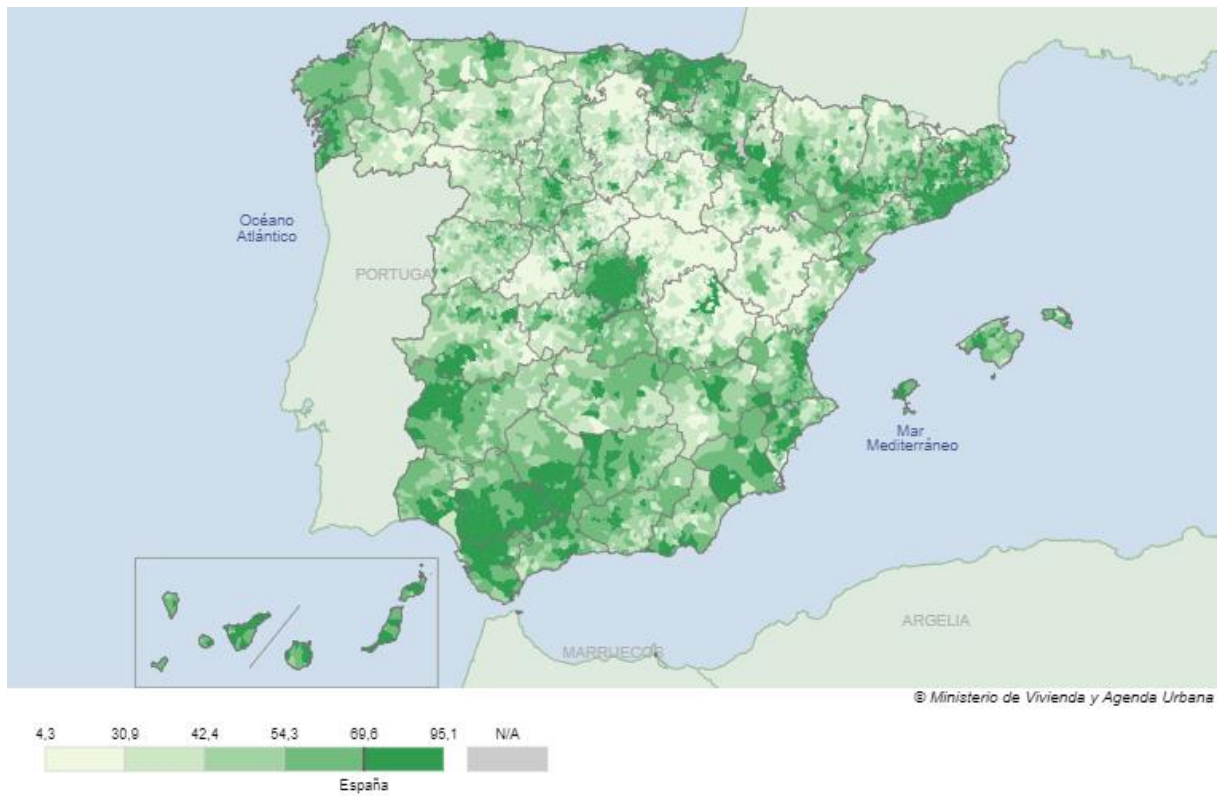 Océano
Atlántico
PORTUGA
Mar
Mediterráneo
ARGELIA
MARRUECOS
© Ministerio de Vivienda y Agenda Urbana
4,3 30,9 42,4 54,3 69,6 95,1 N/A
España